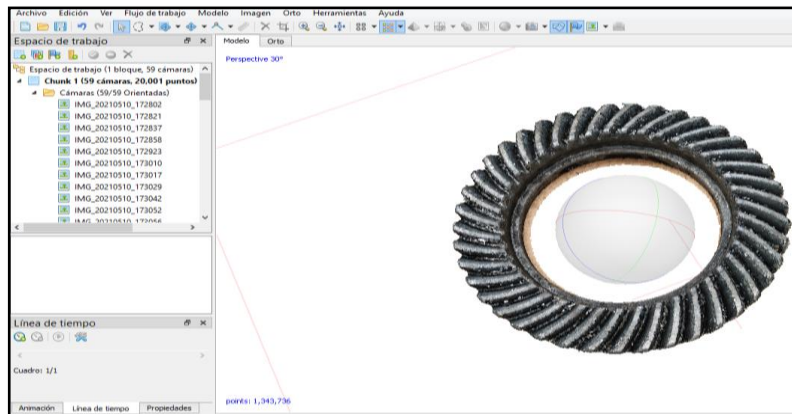 Archivo Edición Ver Flujo de trabajo Modelo Imagen Orto Herramientas Ayuda
Espacio de trabajo
Espacio de trabajo (1 bloque, 59 cámaras)
Chunk 1 (59 cámaras, 20,001 puntos)
Cámaras (59/59 Orientadas)
IMG_20210510_172802
IMG_20210510_172821
IMG_20210510_172837
IMG_20210510_172858
IMG_20210510_172923
IMG_20210510_173010
IMG_20210510_173017
IMG_20210510_173029
IMG_20210510_173042
IMG_20210510_173052
IMG_20210510_173056
Línea de tiempo
Cuadro: 1/1
Animación Línea de tiempo Propiedades
Modelo Orto
Perspective 30°
points: 1,343,736